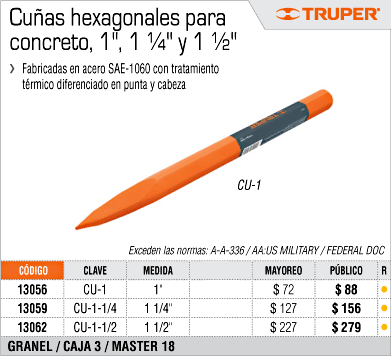 Cuñas hexagonales para
concreto, 1", 1 ¼" y 1 ½"
TRUPER®
Fabricadas en acero SAE-1060 con tratamiento
térmico diferenciado en punta y cabeza
CU-1
Exceden las normas: A-A-336 / AA:US MILITARY / FEDERAL DOC
CÓDIGO CLAVE MEDIDA MAYOREO PÚBLICO R
13056 CU-1 1" $ 72 $ 88
13059 CU-1-1/4 1 1/4" $ 127 $ 156
13062 CU-1-1/2 1 1/2" $ 227 $ 279
GRANEL / CAJA 3 / MASTER 18